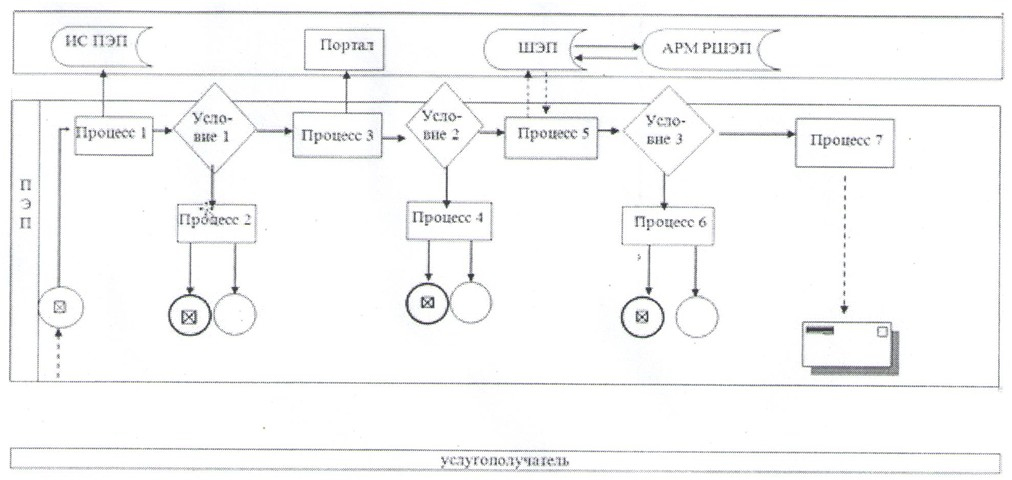 ИС ПЭП
Портал
ШЭП
АРМ РШЭП
Процесс 1
Усло-
вие 1
Процесс 3
Усло-
вие 2
Процесс 5
Усло-
вие 3
Процесс 7
П
Э
П
Процесс 2
Процесс 4
Процесс 6
услугополучатель